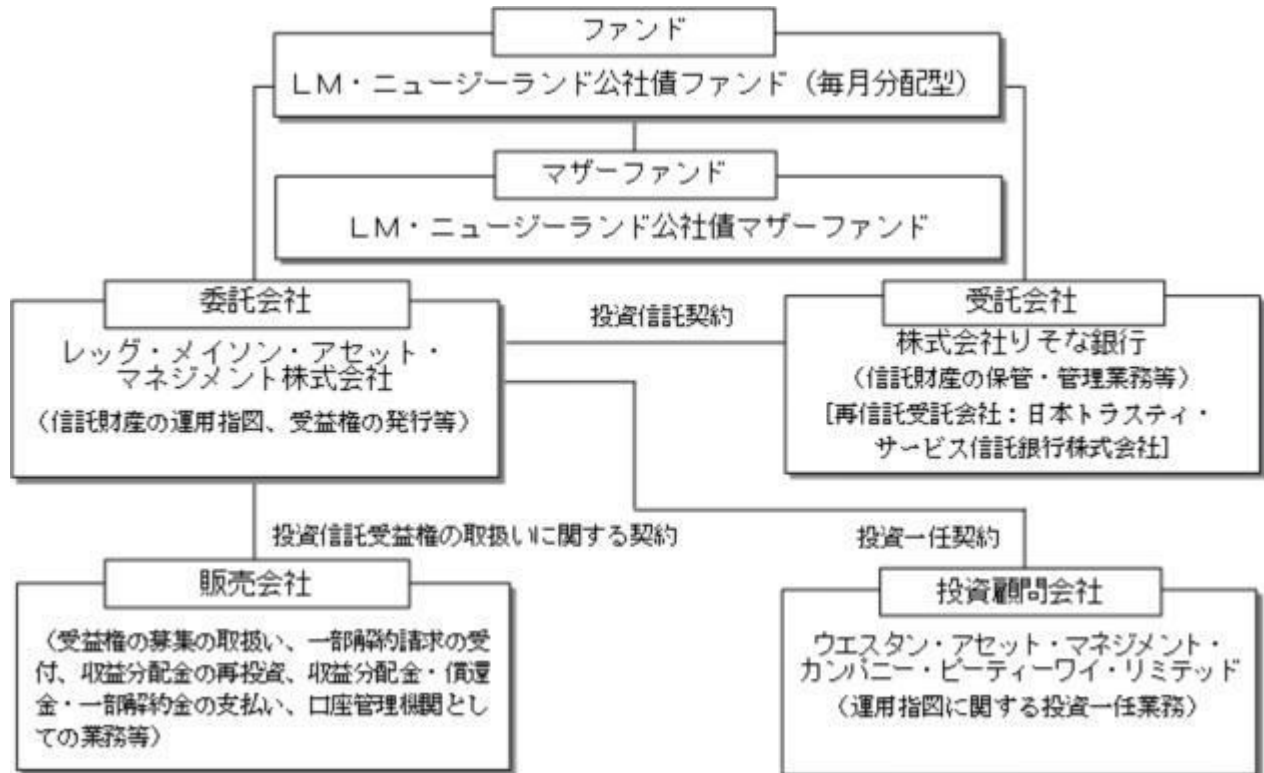 ファンド
LM・ニュージーランド公社債ファンド(毎月分配型)
マザーファンド
LM・ニュージーランド公社債マザーファンド
委託会社
レッグ・メイソン・アセット・
マネジメント株式会社
(信託財産の運用指図、受益権の発行等)
投資信託契約
受託会社
株式会社りそな銀行
(信託財産の保管・管理業務等)
[再信託受託会社:日本トラスティ・
サービス信託銀行株式会社]
投資信託受益権の取扱いに関する契約
投資一任契約
販売会社
(受益権の募集の取扱い、一部解約請求の受
付、収益分配金の再投資、収益分配金・償還
金・一部解約金の支払い、口座管理機関とし
ての業務等)
投資顧問会社
ウエスタン・アセット・マネジメント・
カンパニー・ピーティーワイ・リミテッド
(運用指図に関する投資一任業務)